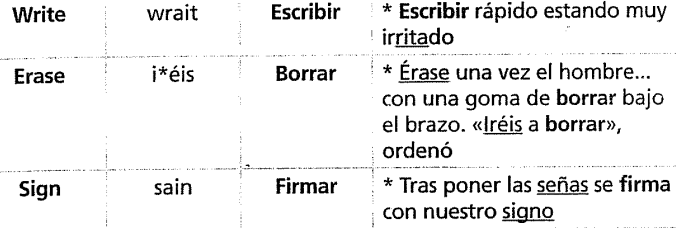 Write wrait Escribir * Escribir rápido estando muy
irritado
Erase i*éis Borrar * Érase una vez el hombre...
con una goma de borrar bajo
el brazo. «Iréis a borrar»,
ordenó
Sign sain Firmar * Tras poner las señas se firma
con nuestro signo